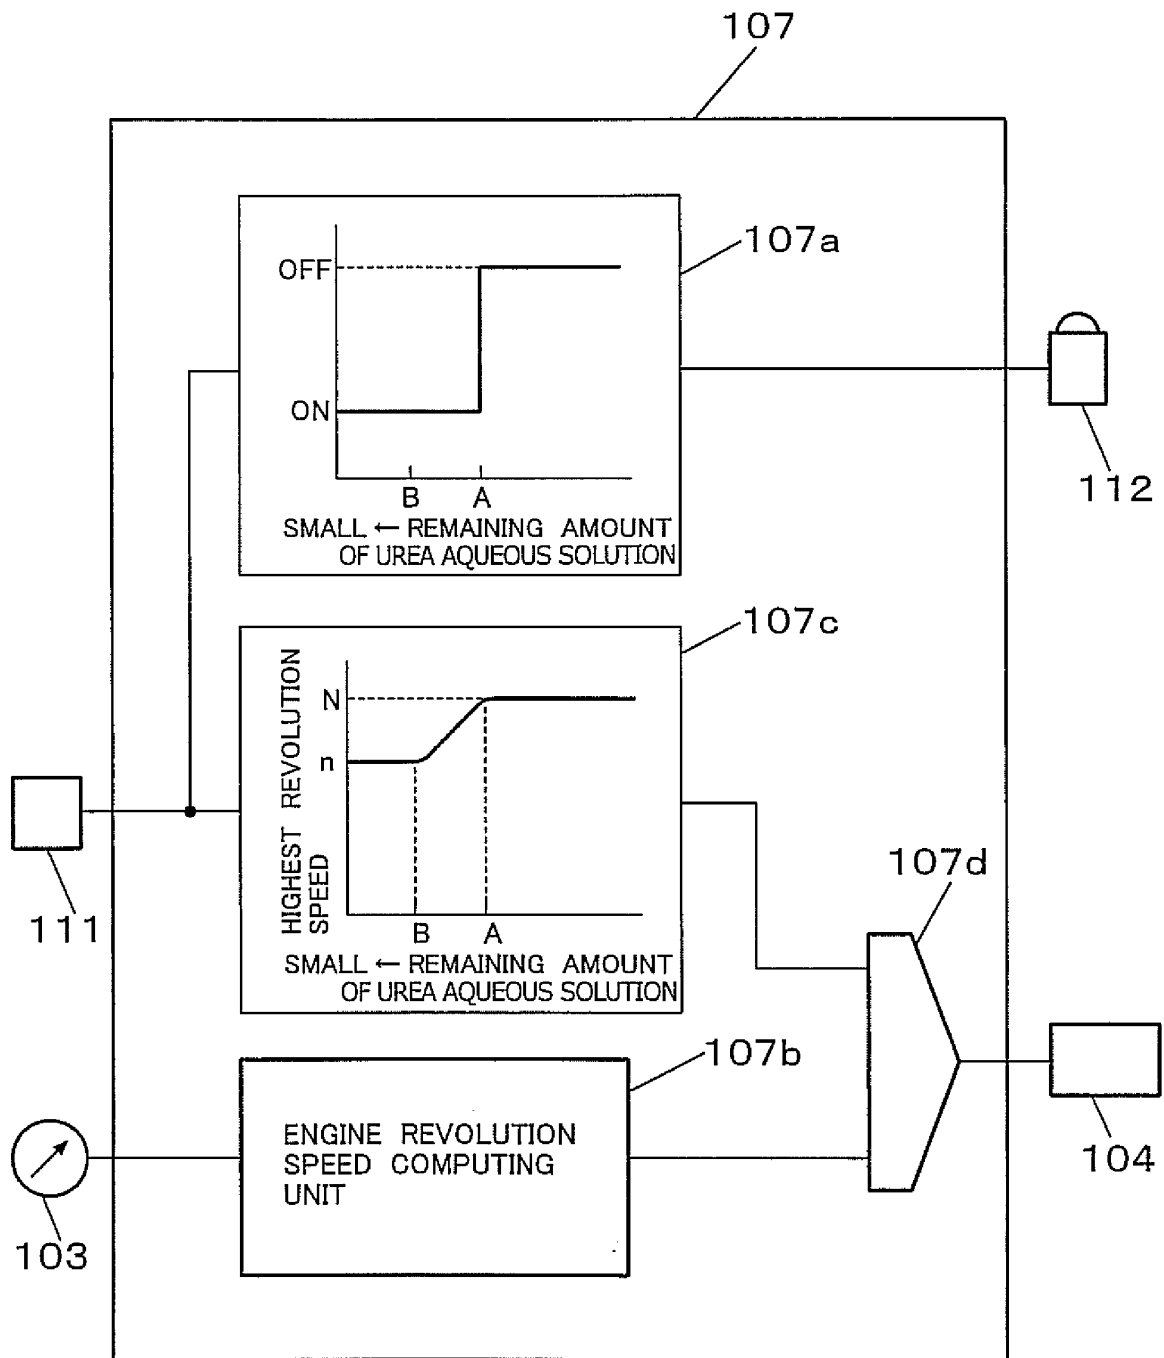 107
107a
OFF
ON
B A
SMALL ← REMAINING AMOUNT
OF UREA AQUEOUS SOLUTION
112
107c
HIGHEST REVOLUTION
SPEED
N
n
B A
SMALL ← REMAINING AMOUNT
OF UREA AQUEOUS SOLUTION
111
107d
107b
ENGINE REVOLUTION
SPEED COMPUTING
UNIT
103
104